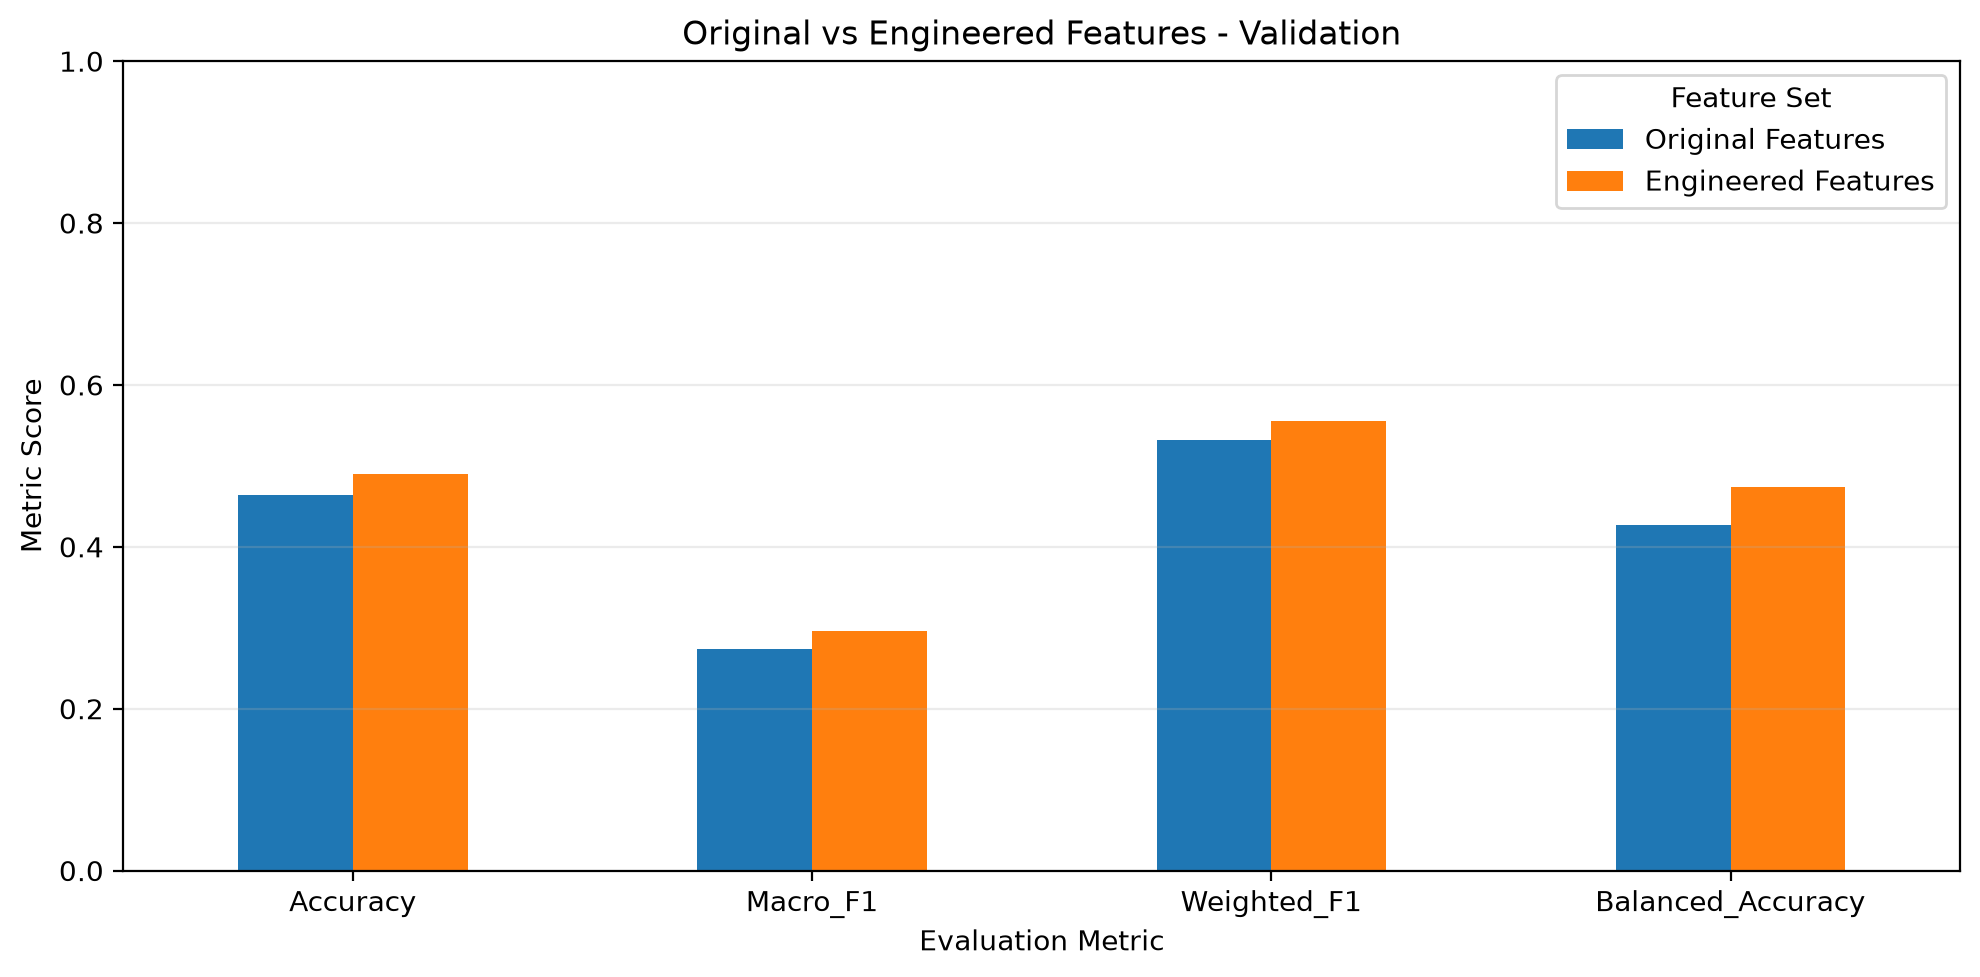 Original vs Engineered Features - Validation
Feature Set
Original Features
Engineered Features
Metric Score
1.0
0.8
0.6
0.4
0.2
0.0
Accuracy
Macro_F1
Weighted_F1
Balanced_Accuracy
Evaluation Metric